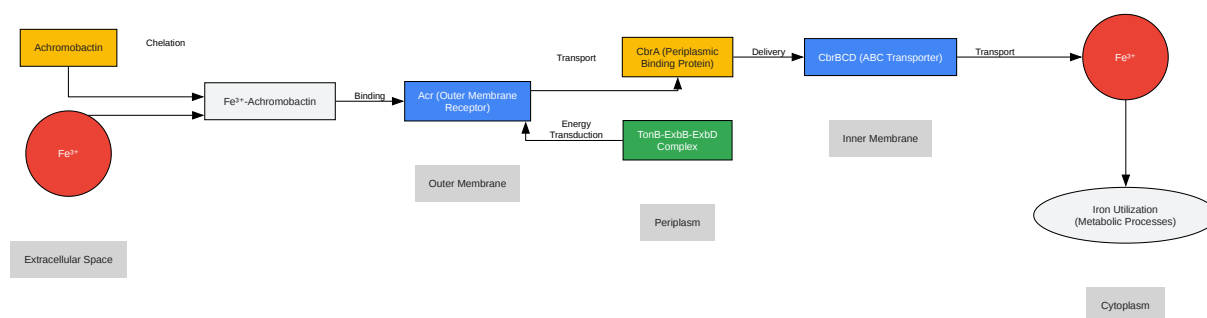 Achromobactin
Chelation
Fe³⁺
Fe³⁺-Achromobactin
Binding
Acr (Outer Membrane
Receptor)
Transport
CbrA (Periplasmic
Binding Protein)
Energy
Transduction
TonB-ExbB-ExbD
Complex
Delivery
CbrBCD (ABC Transporter)
Transport
Fe³⁺
Iron Utilization
(Metabolic Processes)
Extracellular Space
Outer Membrane
Periplasm
Inner Membrane
Cytoplasm